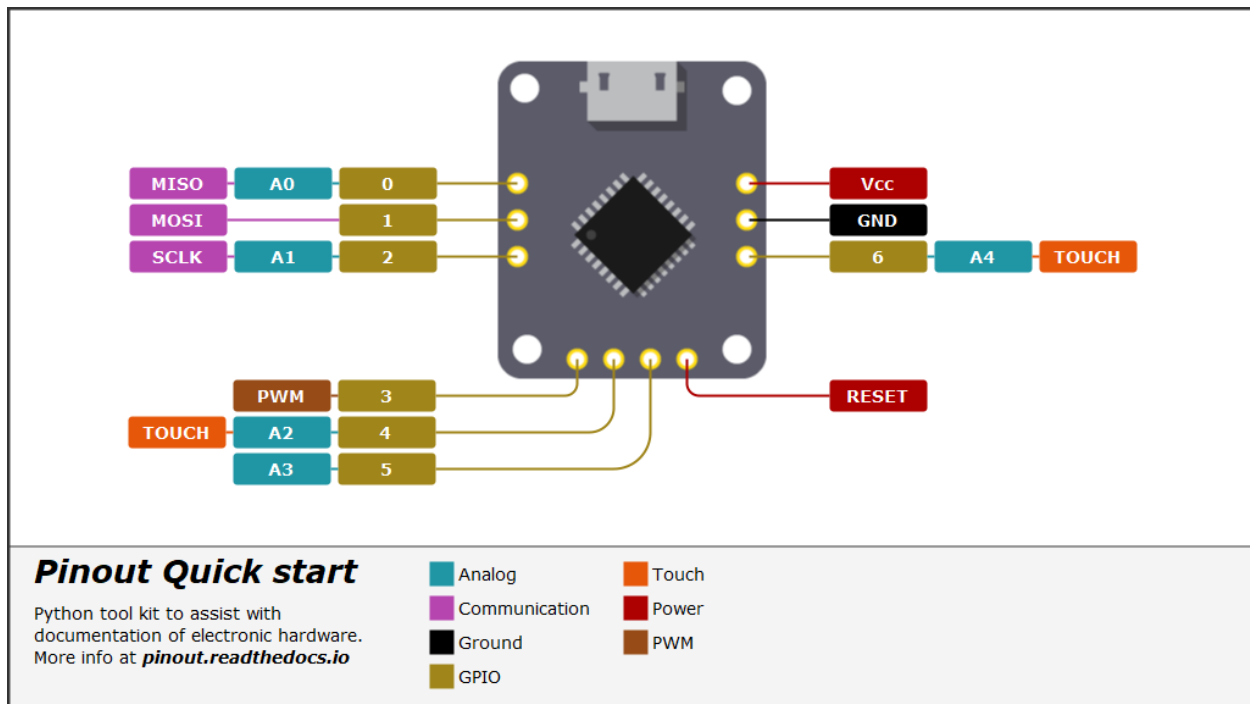 MISO A0 0 Vcc
MOSI 1 GND
SCLK A1 2 6 A4 TOUCH
PWM 3 RESET
TOUCH A2 4
A3 5
Pinout Quick start
Python tool kit to assist with
documentation of electronic hardware.
More info at pinout.readthedocs.io
Analog
Communication
Ground
GPIO
Touch
Power
PWM